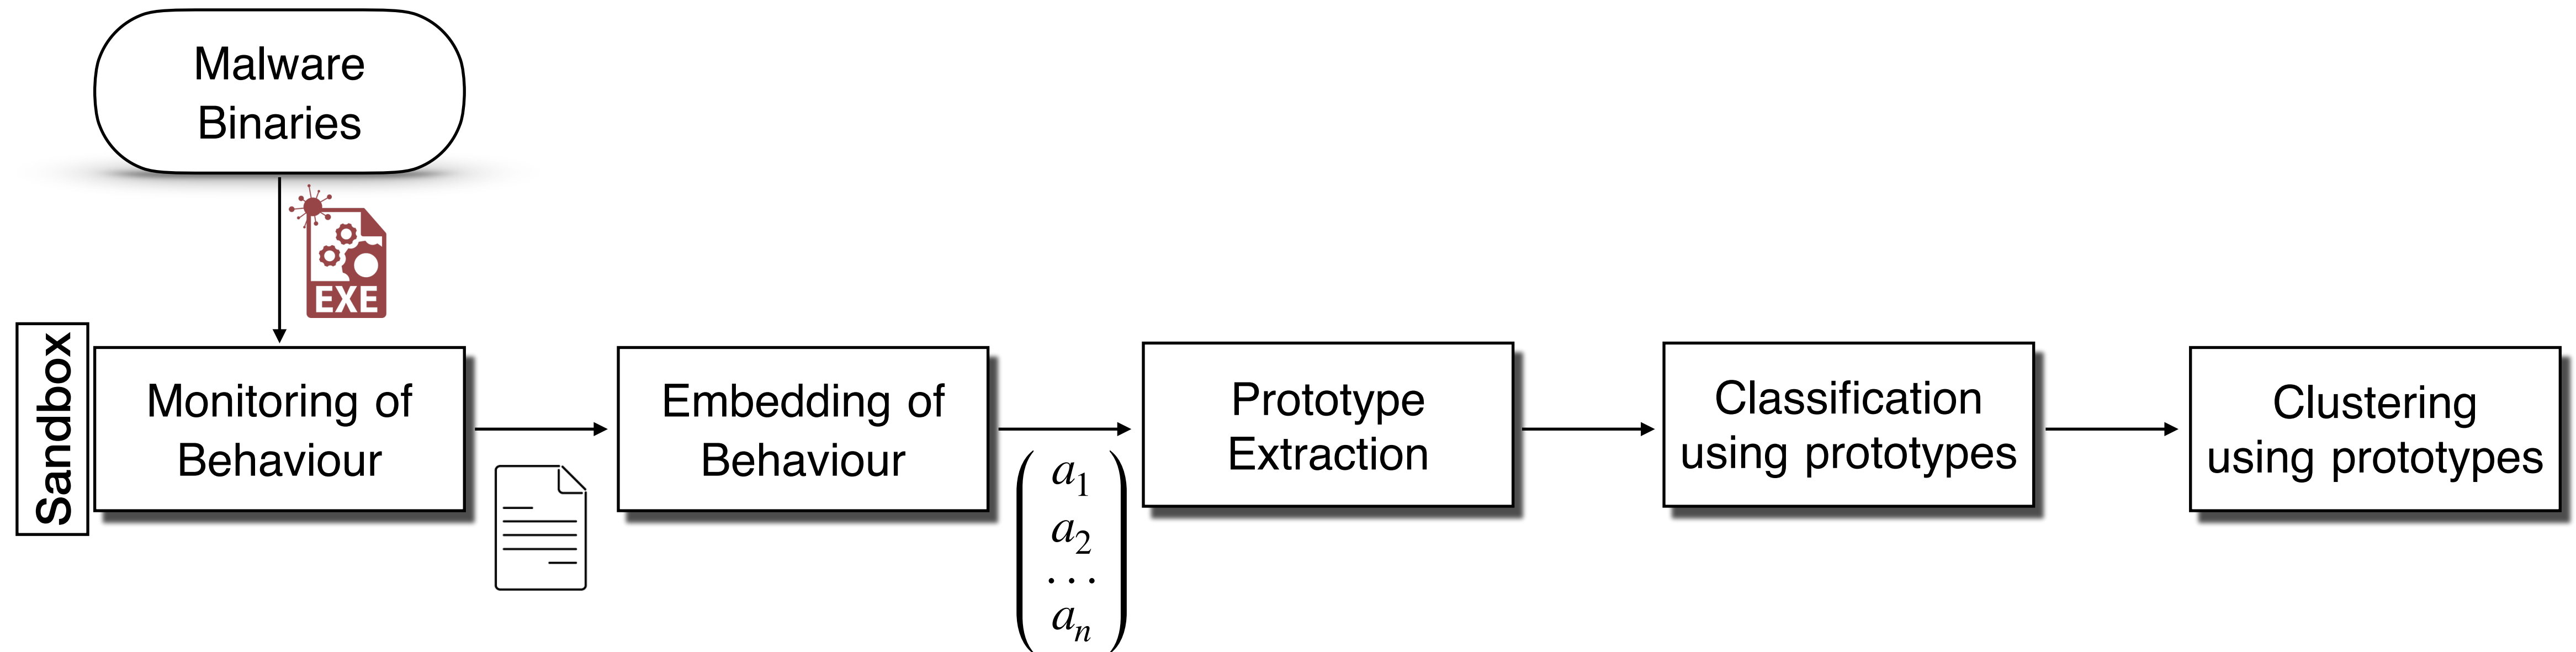 Malware
Binaries
EXE
Sandbox
Monitoring of
Behaviour
Embedding of
Behaviour
a1
a2
...
an
Prototype
Extraction
Classification
using prototypes
Clustering
using prototypes